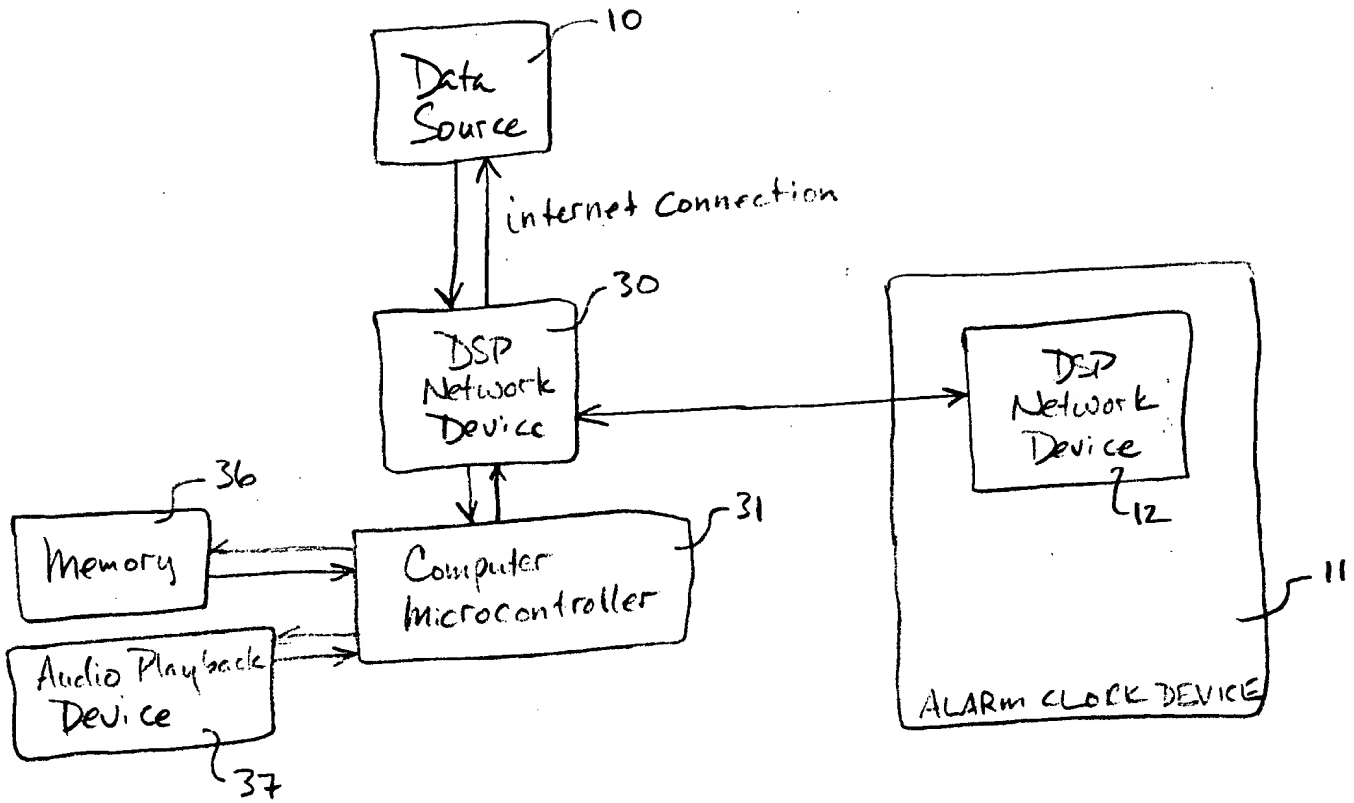 10
Data
Source
internet connection
30
DSP
Network
Device
DSP
Network
Device
12
36
Memory
31
Computer
Microcontroller
11
Audio Playback
Device
37
ALARM CLOCK DEVICE